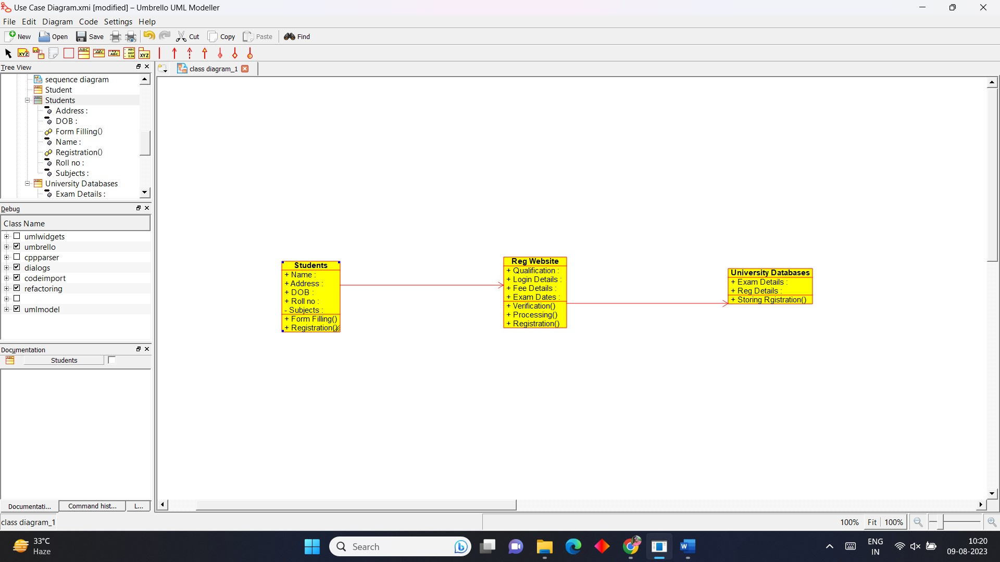 Use Case Diagram.xmi [modified] – Umbrello UML Modeller
File Edit Diagram Code Settings Help
New Open Save Cut Copy Paste Find
Tree View
class diagram_1
sequence diagram
Student
Students
Address :
DOB :
Form Filling()
Name :
Registration()
Roll no :
Subjects :
University Databases
Exam Details :
Debug
Class Name
umlwidgets
umbrello
cppparser
dialogs
codeimport
refactoring
umlmodel
Documentation
Students
Documentati... Command hist... L...
class diagram_1
Students
+ Name :
+ Address :
+ DOB :
+ Roll no :
- Subjects :
+ Form Filling()
+ Registration()
Reg Website
+ Qualification :
+ Login Details :
+ Fee Details :
+ Exam Dates :
+ Verification()
+ Processing()
+ Registration()
University Databases
+ Exam Details :
+ Reg Details :
+ Storing Rgistration()
100% Fit 100%
33°C
Haze
Search
ENG
IN
10:20
09-08-2023